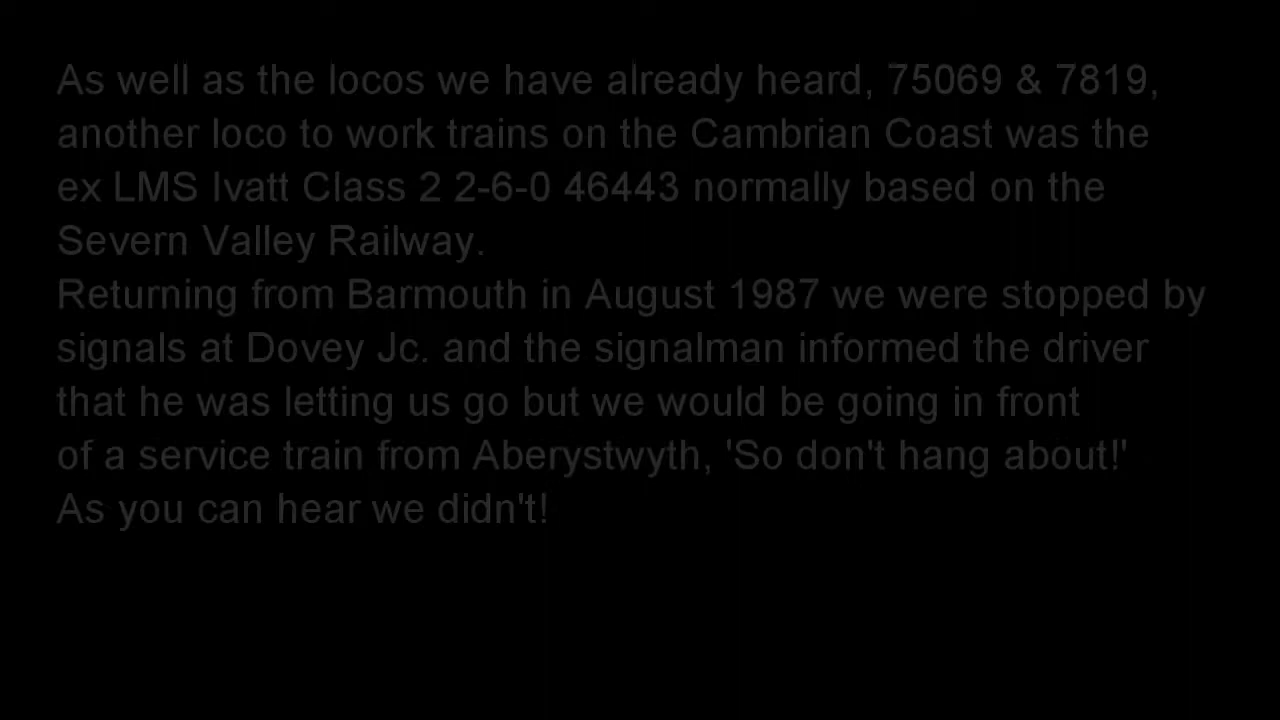 As well as the locos we have already heard, 75069 & 7819,
another loco to work trains on the Cambrian Coast was the
ex LMS Ivatt Class 2 2-6-0 46443 normally based on the
Severn Valley Railway.
Returning from Barmouth in August 1987 we were stopped by
signals at Dovey Jc. and the signalman informed the driver
that he was letting us go but we would be going in front
of a service train from Aberystwyth, 'So don't hang about!'
As you can hear we didn't!